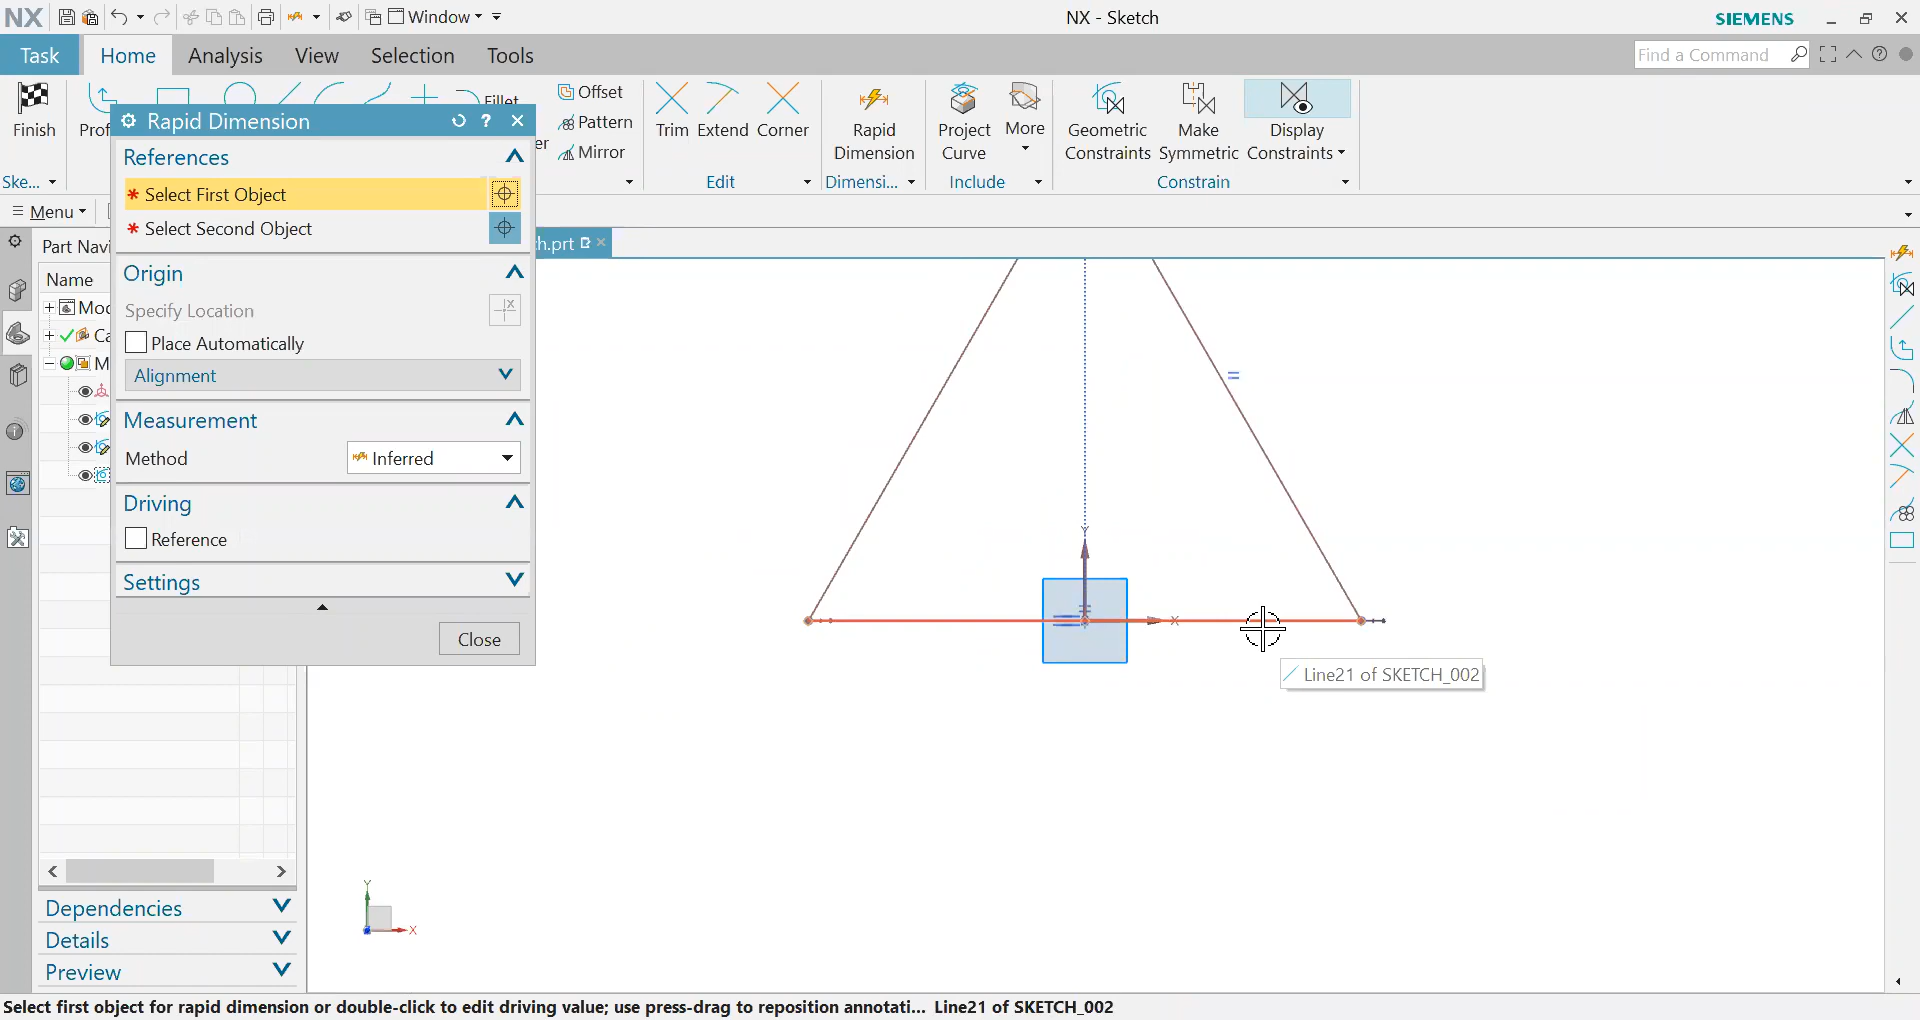 NX
Window
NX - Sketch
SIEMENS
Task
Home
Analysis
View
Selection
Tools
Find a Command
Finish
Prof
Fillet
er
Offset
Pattern
Mirror
Trim
Extend
Corner
Rapid
Dimension
Project
Curve
More
Geometric
Constraints
Make
Symmetric
Display
Constraints
Ske...
Edit
Dimensi...
Include
Constrain
Menu
Rapid Dimension
References
* Select First Object
* Select Second Object
Origin
Specify Location
Place Automatically
Alignment
Measurement
Method
Inferred
Driving
Reference
Settings
Close
Part Navi
Name
Moc
Ca
M
ch.prt
Y
X
Line21 of SKETCH_002
Y
X
Dependencies
Details
Preview
Select first object for rapid dimension or double-click to edit driving value; use press-drag to reposition annotati... Line21 of SKETCH_002